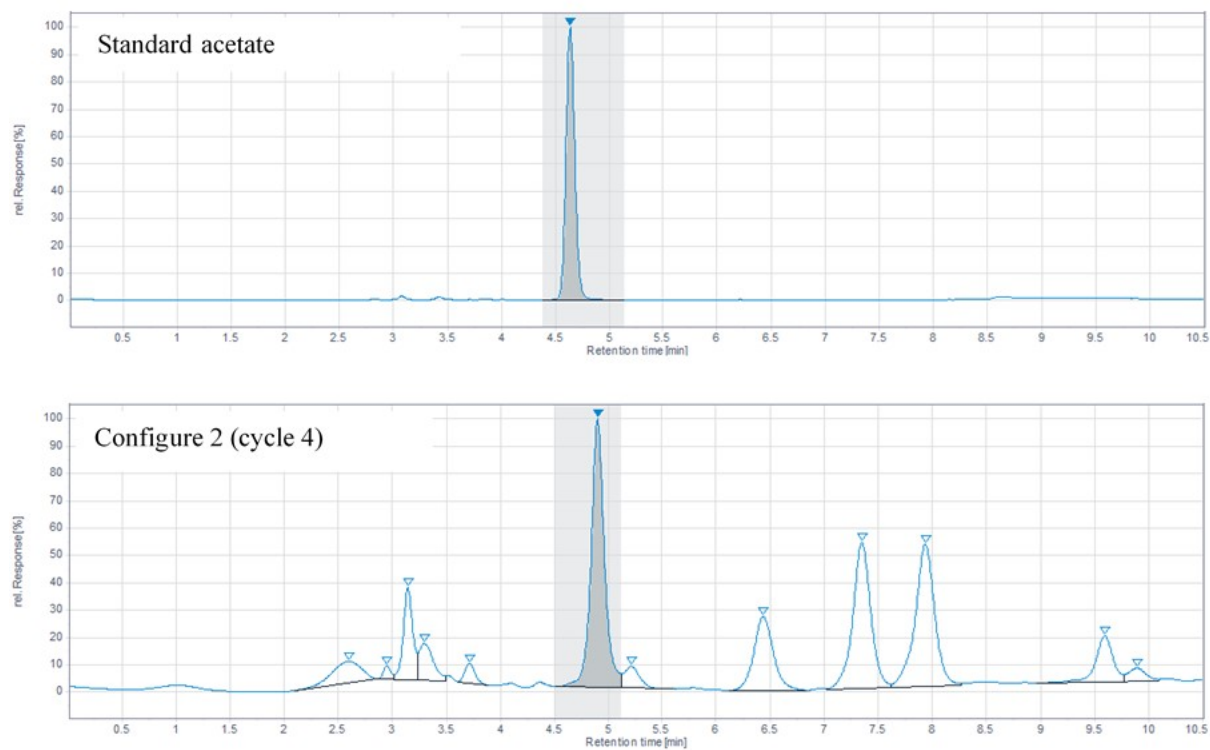 Standard acetate
rel. Response [%]
100
90
80
70
60
50
40
30
20
10
0
0.5 1 1.5 2 2.5 3 3.5 4 4.5 5 5.5 6 6.5 7 7.5 8 8.5 9 9.5 10 10.5
Retention time [min]
Configure 2 (cycle 4)
rel. Response [%]
100
90
80
70
60
50
40
30
20
10
0
0.5 1 1.5 2 2.5 3 3.5 4 4.5 5 5.5 6 6.5 7 7.5 8 8.5 9 9.5 10 10.5
Retention time [min]